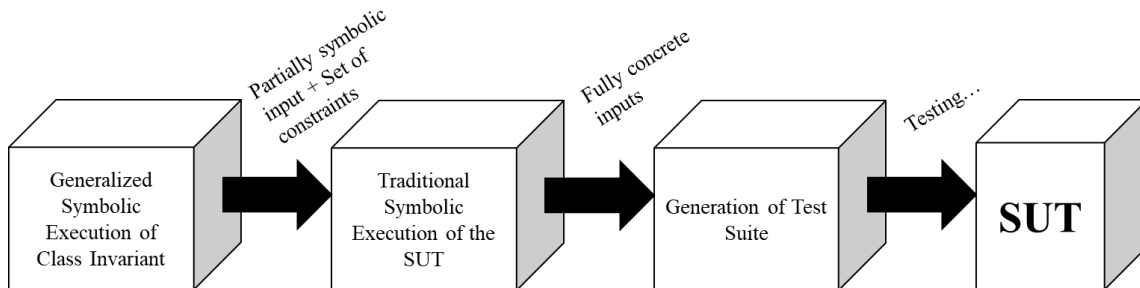 Generalized
Symbolic
Execution of
Class Invariant
Partially symbolic
input + Set of
constraints
Traditional
Symbolic
Execution of the
SUT
Fully concrete
inputs
Generation of Test
Suite
Testing…
SUT